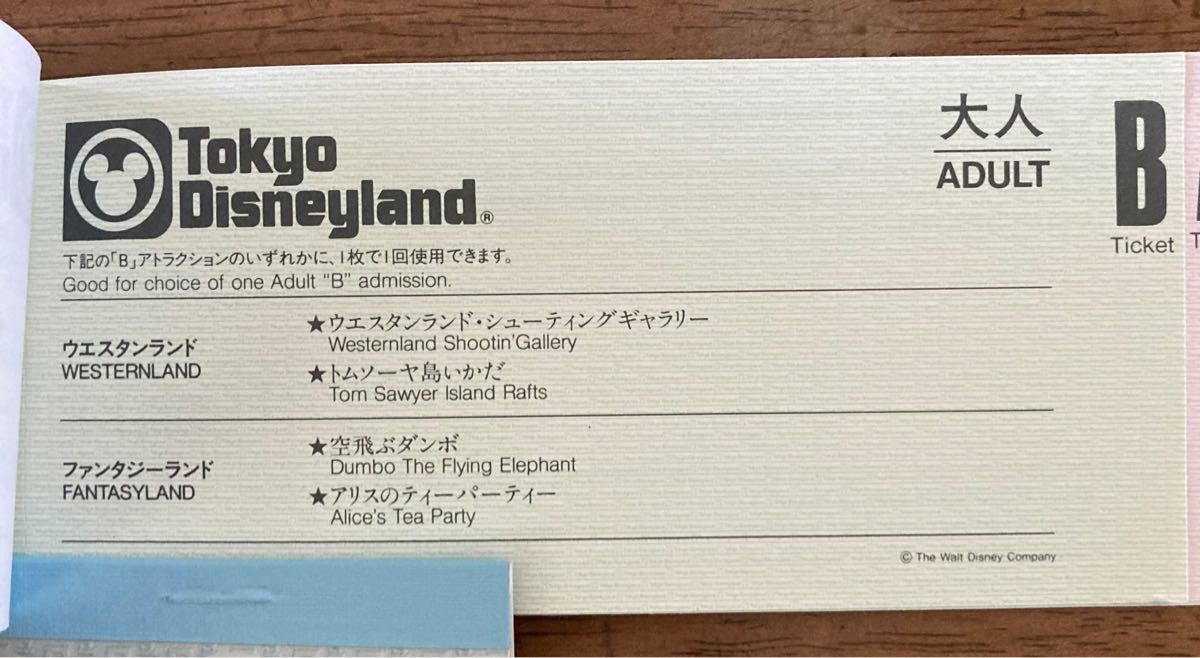 Tokyo
Disneyland®
大人
ADULT
B
Ticket
下記の「B」アトラクションのいずれかに、1枚で1回使用できます。
Good for choice of one Adult “B” admission.
ウエスタンランド
WESTERNLAND
★ウエスタンランド・シューティングギャラリー
Westernland Shootin'Gallery
★トムソーヤ島いかだ
Tom Sawyer Island Rafts
ファンタジーランド
FANTASYLAND
★空飛ぶダンボ
Dumbo The Flying Elephant
★アリスのティーパーティー
Alice's Tea Party
© The Walt Disney Company